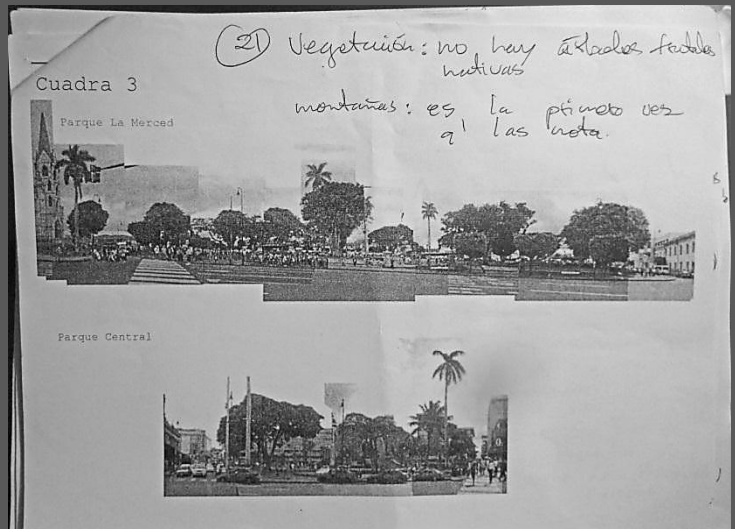 21 Vegetación: no hay árboles frutales
nativas
Cuadra 3
montañas: es la primera vez
q' las nota.
Parque La Merced
Parque Central